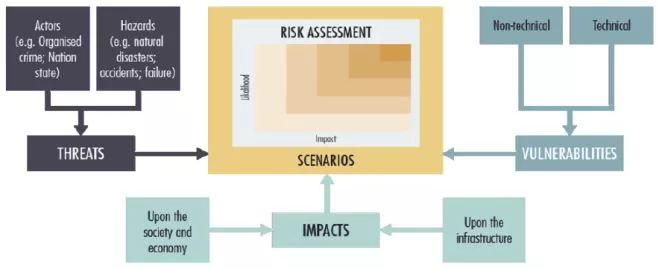 Actors
(e.g. Organised
crime; Nation
state)
Hazards
(e.g. natural
disasters;
accidents; failure)
THREATS
RISK ASSESSMENT
Likelihood
Impact
SCENARIOS
Non-technical
Technical
VULNERABILITIES
Upon the
society and
economy
IMPACTS
Upon the
infrastructure